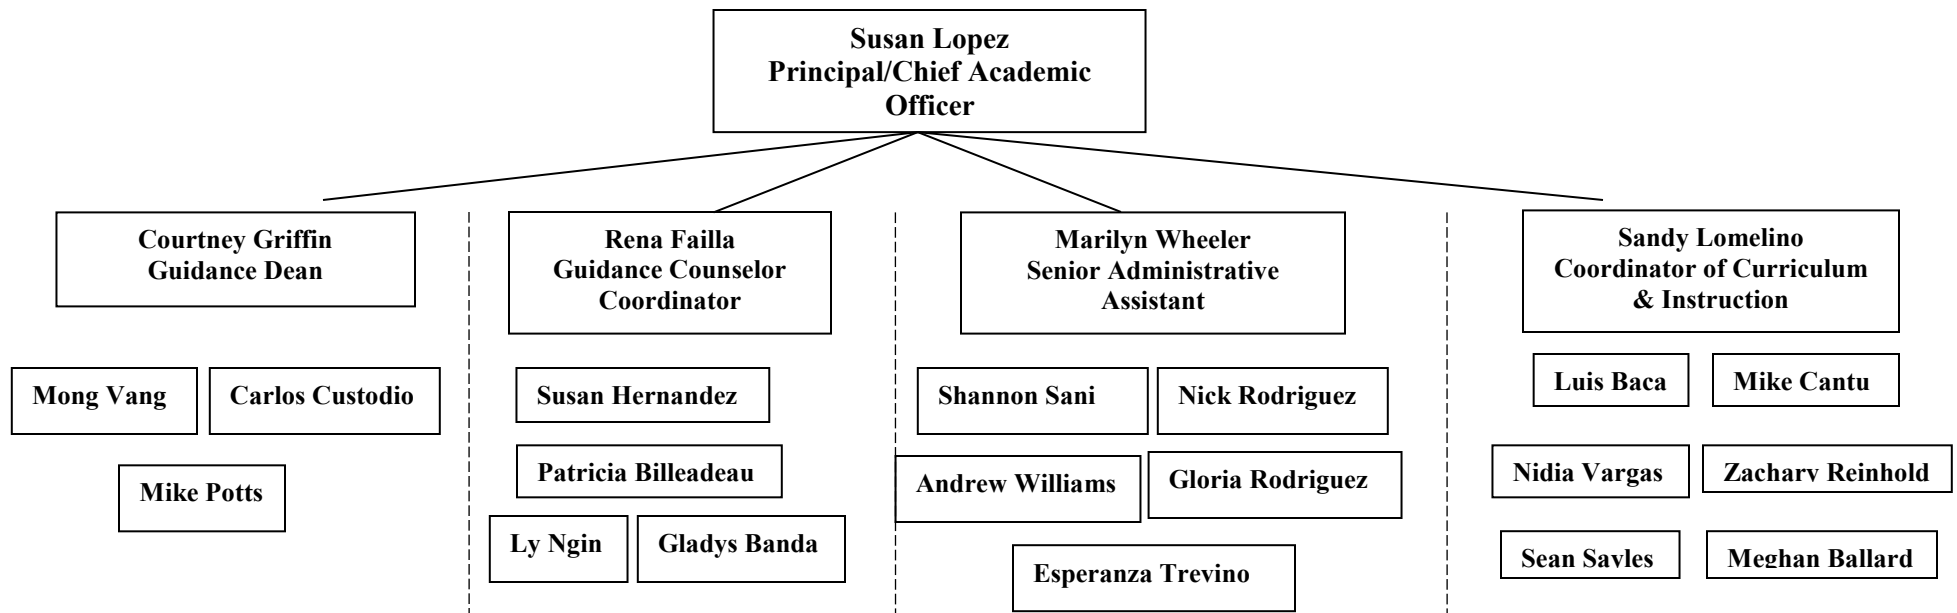 Susan Lopez
Principal/Chief Academic
Officer
Courtney Griffin
Guidance Dean
Rena Failla
Guidance Counselor
Coordinator
Marilyn Wheeler
Senior Administrative
Assistant
Sandy Lomelino
Coordinator of Curriculum
& Instruction
Mong Vang
Carlos Custodio
Mike Potts
Susan Hernandez
Patricia Billeadeau
Ly Ngin
Gladys Banda
Shannon Sani
Nick Rodriguez
Andrew Williams
Gloria Rodriguez
Esperanza Trevino
Luis Baca
Mike Cantu
Nidia Vargas
Zachary Reinhold
Sean Sayles
Meghan Ballard